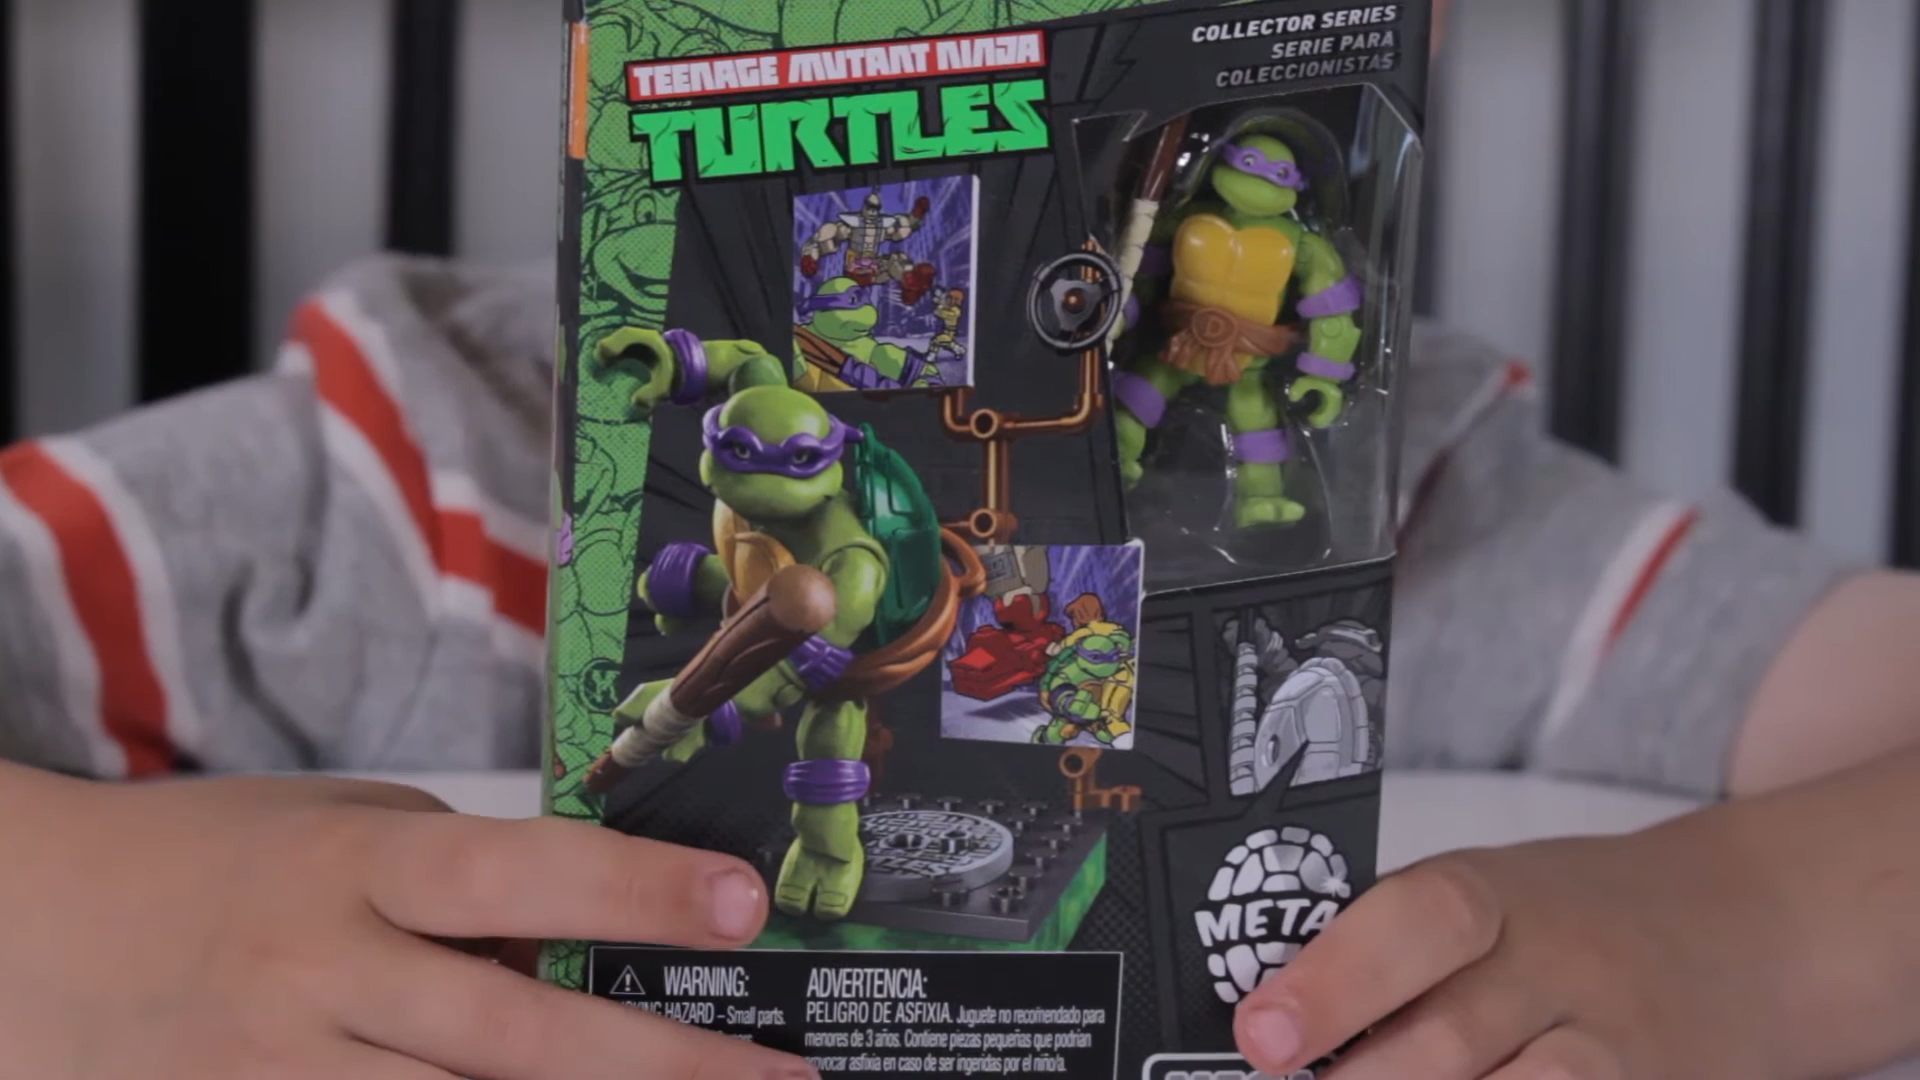 COLLECTOR SERIES
SERIE PARA
COLECCIONISTAS
TEENAGE MUTANT NINJA
TURTLES
D
META
WARNING:
HAZARD – Small parts.
ADVERTENCIA:
PELIGRO DE ASFIXIA. Juguete no recomendado para
menores de 3 años. Contiene piezas pequeñas que podrían
provocar asfixia en caso de ser ingeridas por el niño/a.